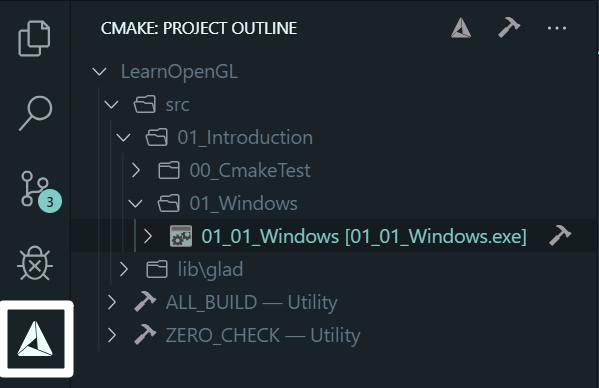 CMAKE: PROJECT OUTLINE
LearnOpenGL
src
01_Introduction
00_CmakeTest
01_Windows
3
01_01_Windows [01_01_Windows.exe]
lib\glad
ALL_BUILD — Utility
ZERO_CHECK — Utility